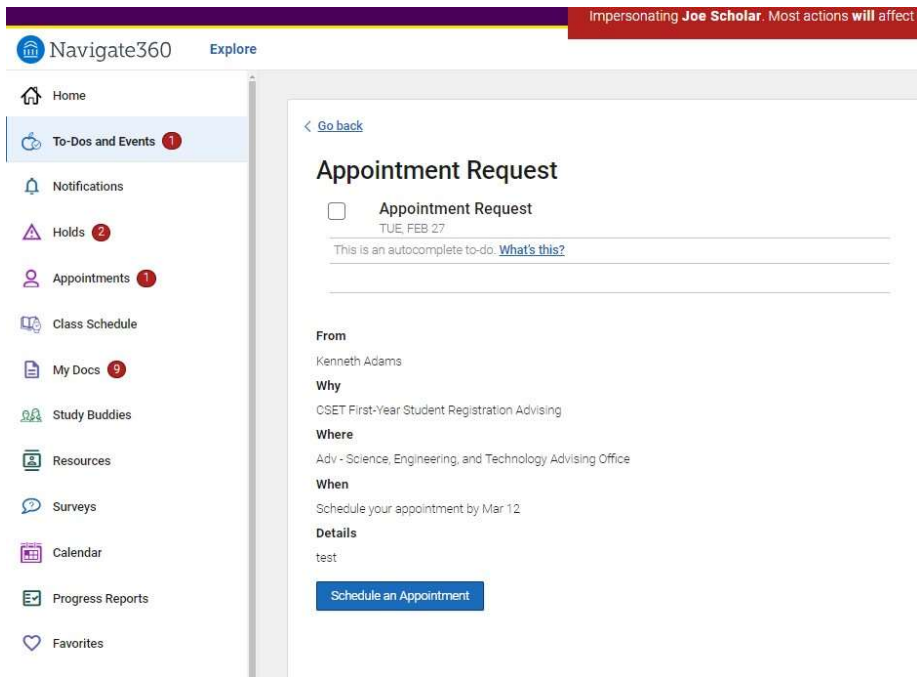 Impersonating Joe Scholar. Most actions will affect
Navigate360
Explore
Home
To-Dos and Events 1
Notifications
Holds 2
Appointments 1
Class Schedule
My Docs 9
Study Buddies
Resources
Surveys
Calendar
Progress Reports
Favorites
Go back
Appointment Request
Appointment Request
TUE, FEB 27
This is an autocomplete to-do. What's this?
From
Kenneth Adams
Why
CSET First-Year Student Registration Advising
Where
Adv - Science, Engineering, and Technology Advising Office
When
Schedule your appointment by Mar 12
Details
test
Schedule an Appointment